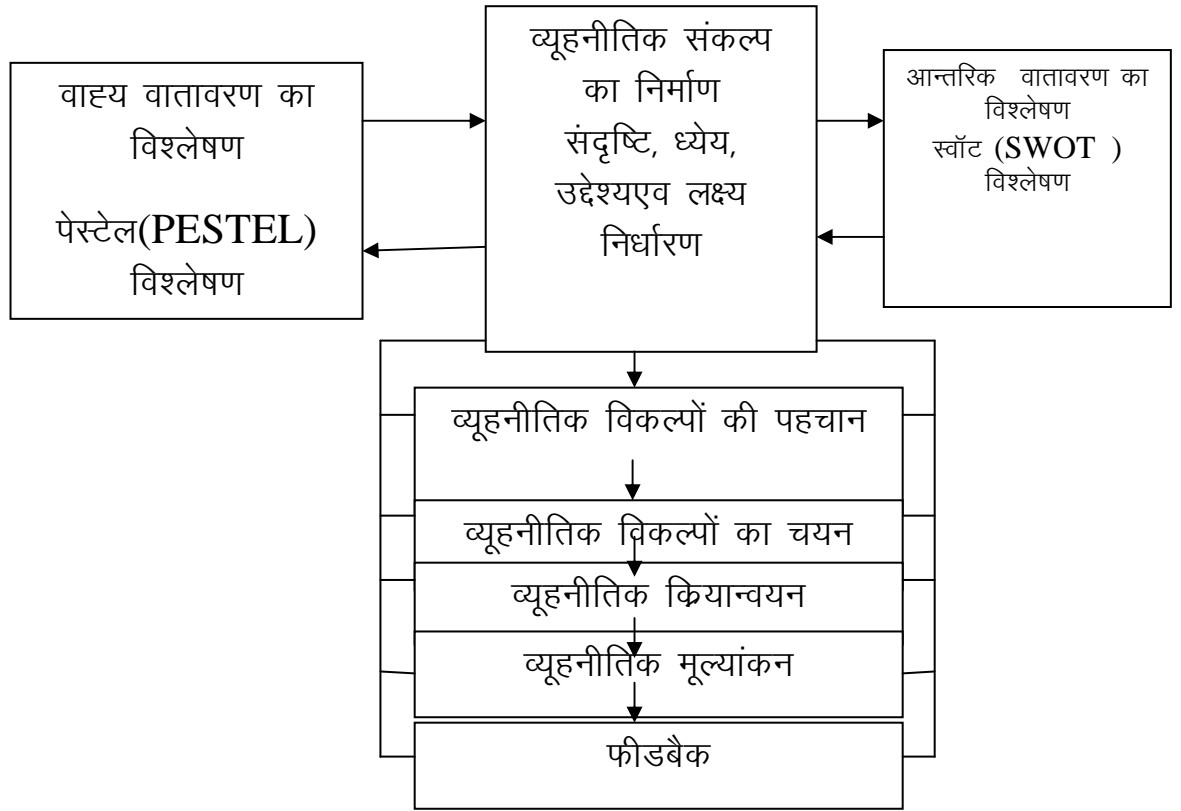 वाह्य वातावरण का
विश्लेषण
पेस्टेल(PESTEL)
विश्लेषण
व्यूहनीतिक संकल्प
का निर्माण
संदृष्टि, ध्येय,
उद्देश्यएव लक्ष्य
निर्धारण
आन्तरिक वातावरण का
विश्लेषण
स्वॉट (SWOT )
विश्लेषण
व्यूहनीतिक विकल्पों की पहचान
व्यूहनीतिक विकल्पों का चयन
व्यूहनीतिक क्रियान्वयन
व्यूहनीतिक मूल्यांकन
फीडबैक